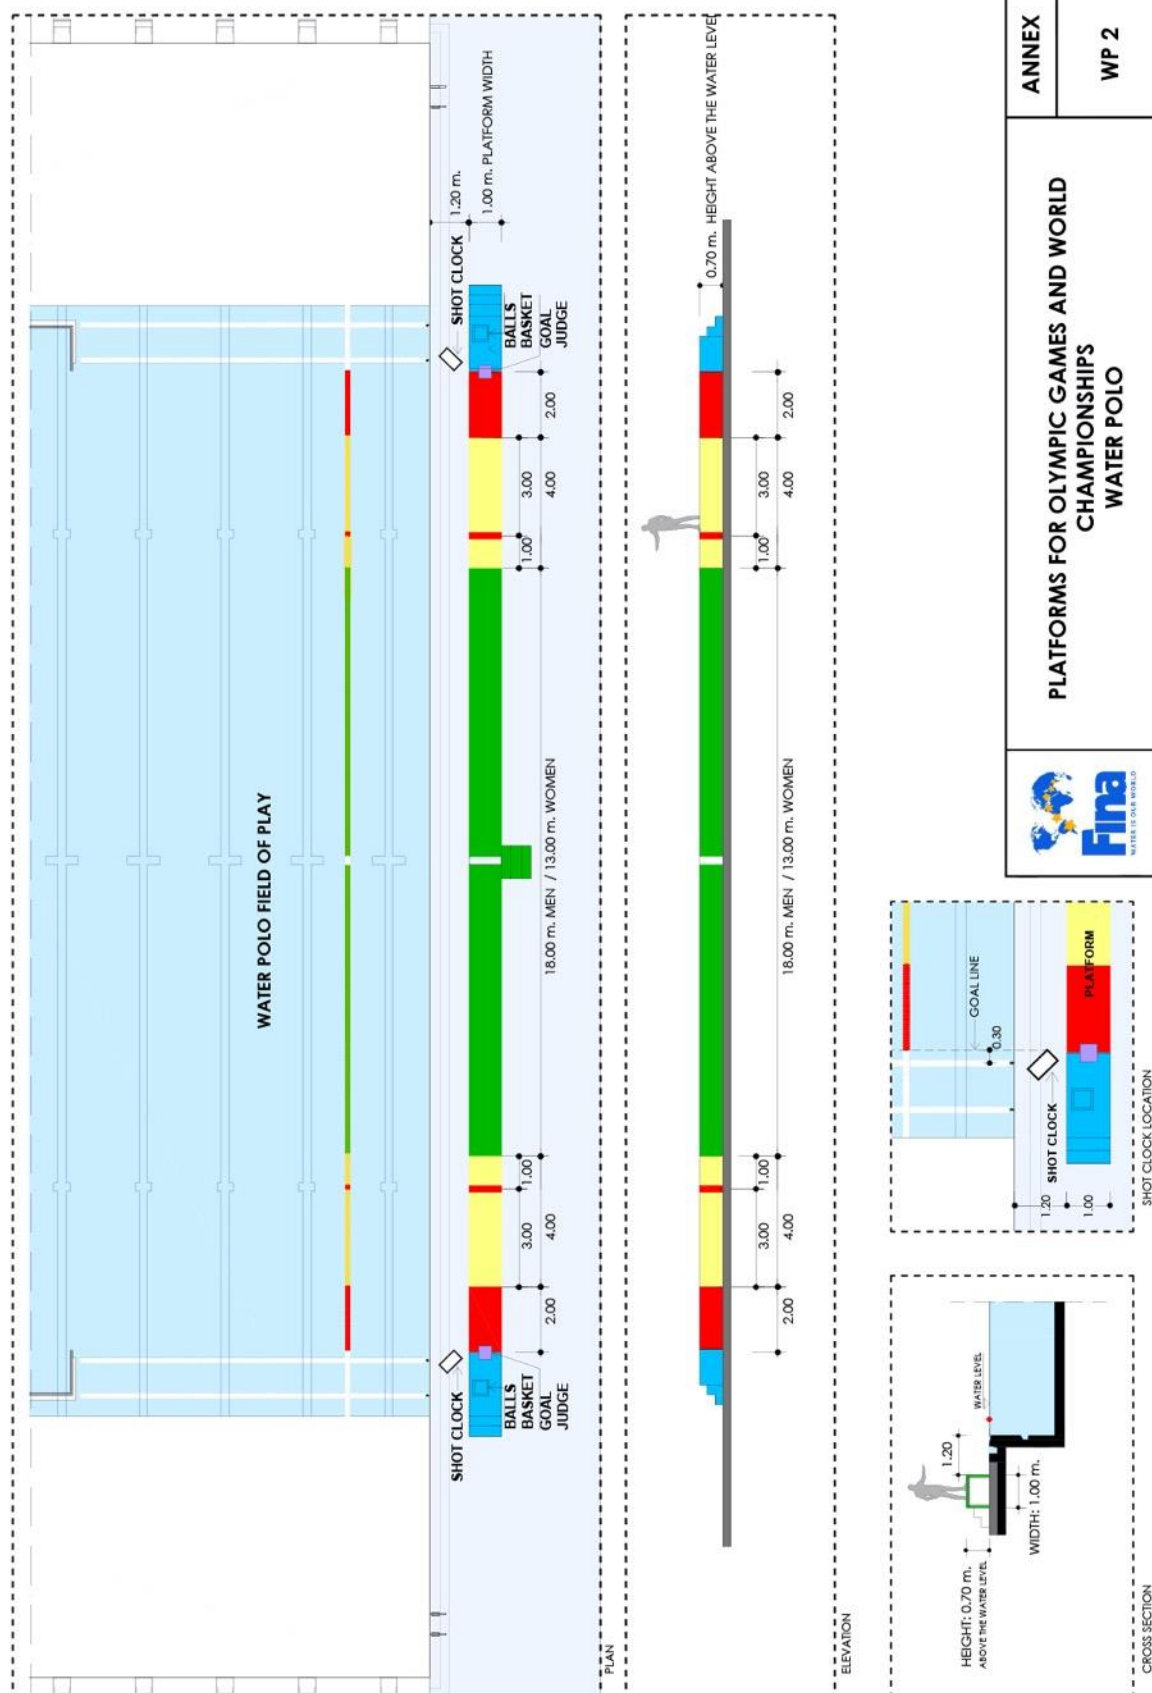 WATER POLO FIELD OF PLAY
SHOT CLOCK
SHOT CLOCK
1.20 m.
1.00 m. PLATFORM WIDTH
BALLS
BASKET
GOAL
JUDGE
BALLS
BASKET
GOAL
JUDGE
3.00
1.00
1.00
3.00
2.00
4.00
18.00 m. MEN / 13.00 m. WOMEN
4.00
2.00
PLAN
0.70 m. HEIGHT ABOVE THE WATER LEVEL
3.00
1.00
1.00
3.00
2.00
4.00
18.00 m. MEN / 13.00 m. WOMEN
4.00
2.00
ELEVATION
HEIGHT: 0.70 m.
ABOVE THE WATER LEVEL
1.20
WATER LEVEL
WIDTH: 1.00 m.
CROSS SECTION
GOAL LINE
0.30
SHOT CLOCK
1.20
1.00
PLATFORM
SHOT CLOCK LOCATION
Fina
WATER IS OUR WORLD
PLATFORMS FOR OLYMPIC GAMES AND WORLD
CHAMPIONSHIPS
WATER POLO
ANNEX
WP 2